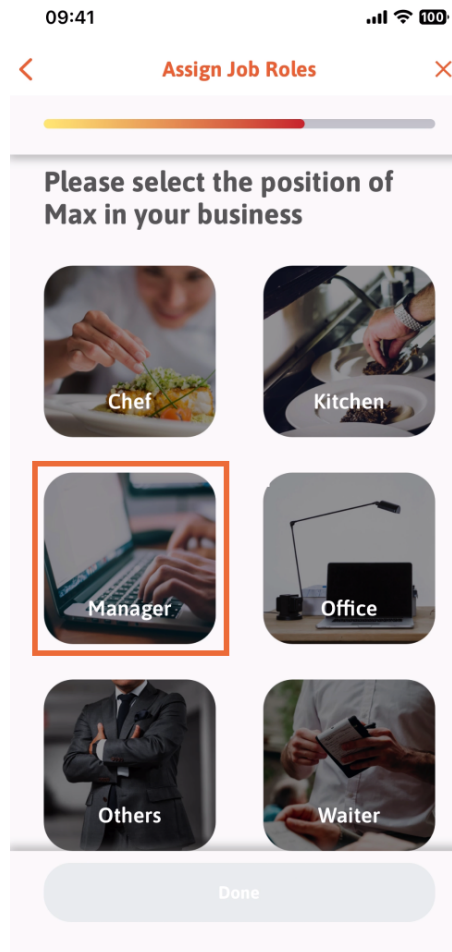 09:41
100
Assign Job Roles
Please select the position of
Max in your business
Chef
Kitchen
Manager
Office
Others
Waiter
Done